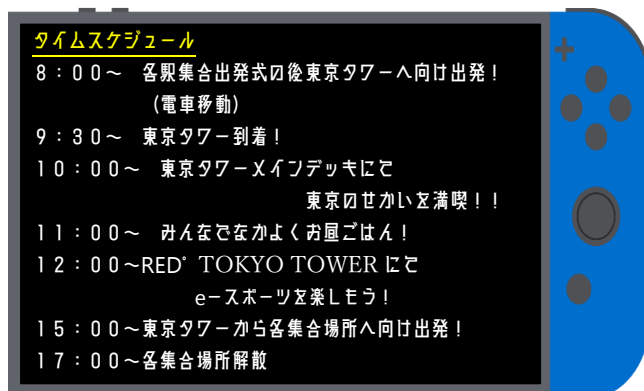 タイムスケジュール
8：00～ 各駅集合出発式の後東京タワーへ向け出発！
(電車移動)
9：30～ 東京タワー到着！
10：00～ 東京タワーメインデッキにて
東京のせかいを満喫！！
11：00～ みんなでなかよくお昼ごはん！
12：00～RED° TOKYO TOWERにて
e－スポーツを楽しもう！
15：00～東京タワーから各集合場所へ向け出発！
17：00～各集合場所解散